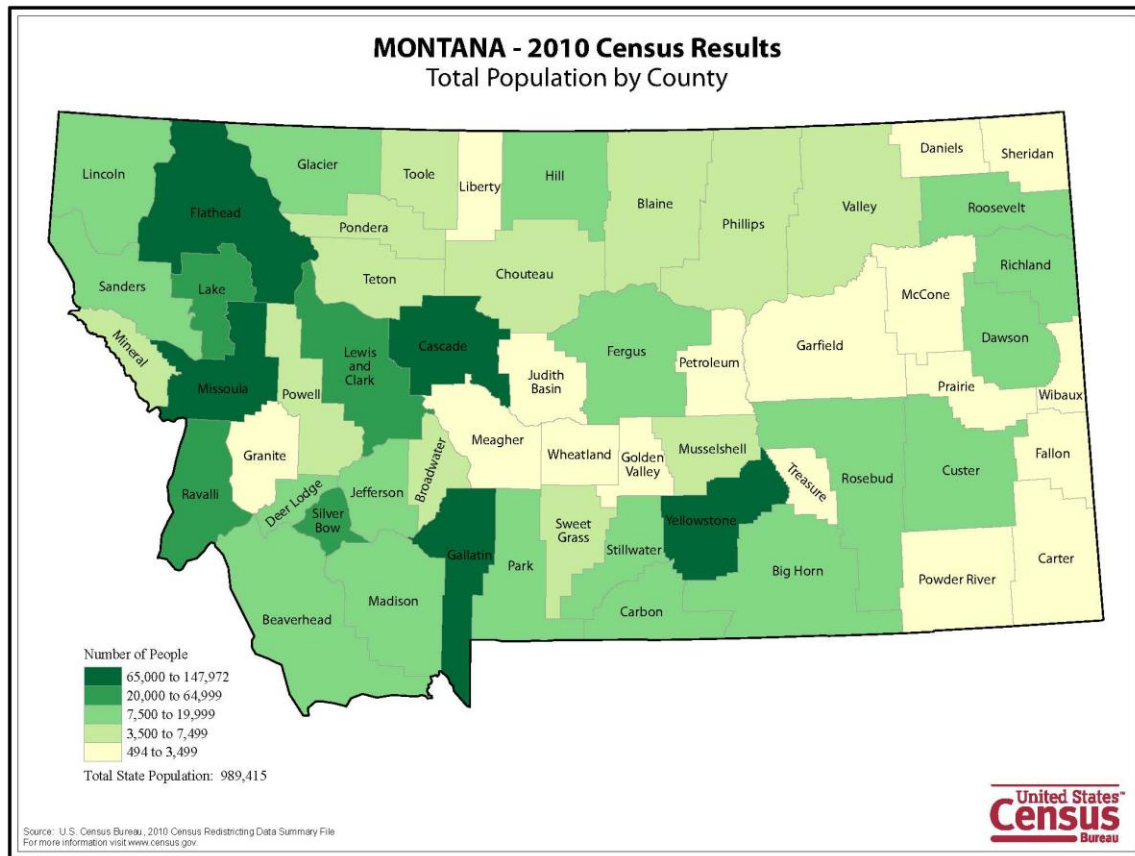 MONTANA - 2010 Census Results
Total Population by County
Lincoln
Flathead
Glacier
Toole
Liberty
Hill
Blaine
Phillips
Valley
Daniels
Sheridan
Roosevelt
Pondera
Teton
Chouteau
Richland
Sanders
Lake
McCone
Dawson
Mineral
Missoula
Powell
Lewis
and
Clark
Cascade
Judith
Basin
Fergus
Petroleum
Garfield
Prairie
Wibaux
Granite
Ravalli
Deer Lodge
Silver
Bow
Jefferson
Broadwater
Meagher
Wheatland
Golden
Valley
Musselshell
Treasure
Rosebud
Custer
Fallon
Beaverhead
Madison
Gallatin
Park
Sweet
Grass
Stillwater
Yellowstone
Carbon
Big Horn
Powder River
Carter
Number of People
65,000 to 147,972
20,000 to 64,999
7,500 to 19,999
3,500 to 7,499
494 to 3,499
Total State Population: 989,415
Source: U.S. Census Bureau, 2010 Census Redistricting Data Summary File
For more information visit www.census.gov.
United States™
Census
Bureau